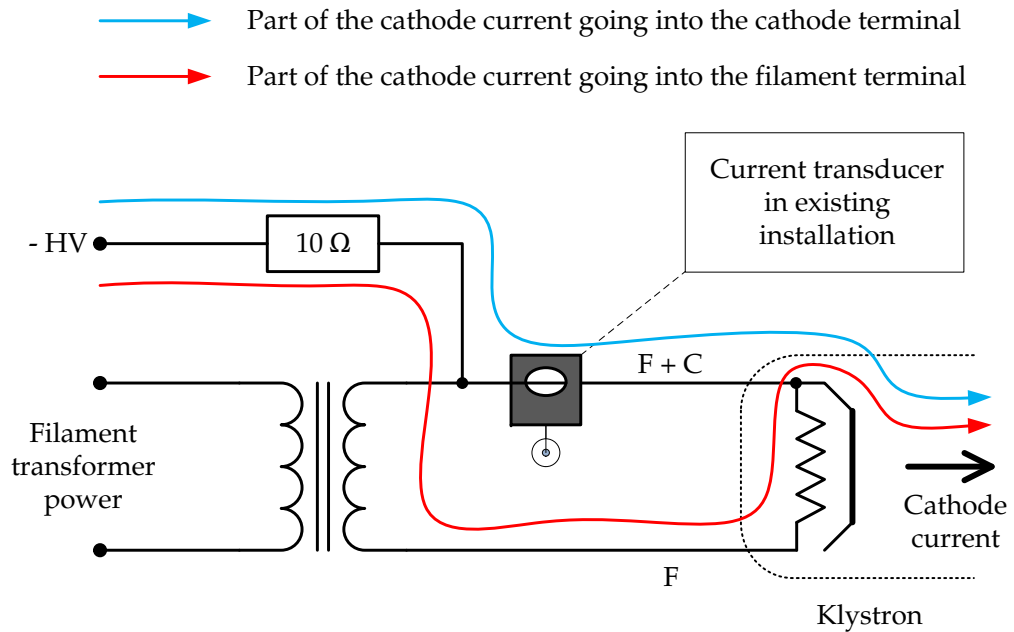 Part of the cathode current going into the cathode terminal
Part of the cathode current going into the filament terminal
Current transducer
in existing
installation
- HV
10 Ω
F + C
Filament
transformer
power
Cathode
current
F
Klystron